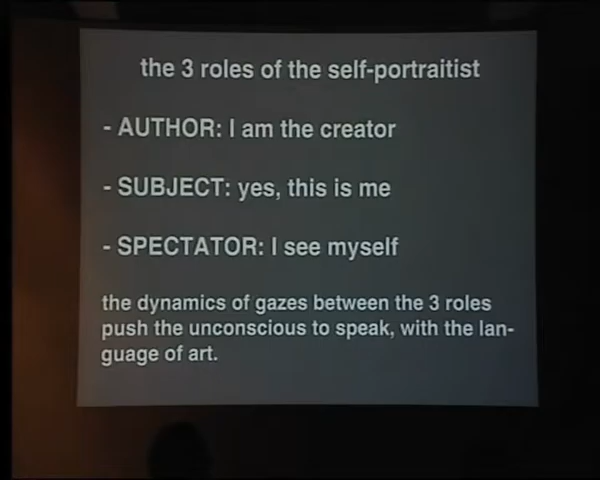 the 3 roles of the self-portraitist
- AUTHOR: I am the creator
- SUBJECT: yes, this is me
- SPECTATOR: I see myself
the dynamics of gazes between the 3 roles
push the unconscious to speak, with the lan-
guage of art.